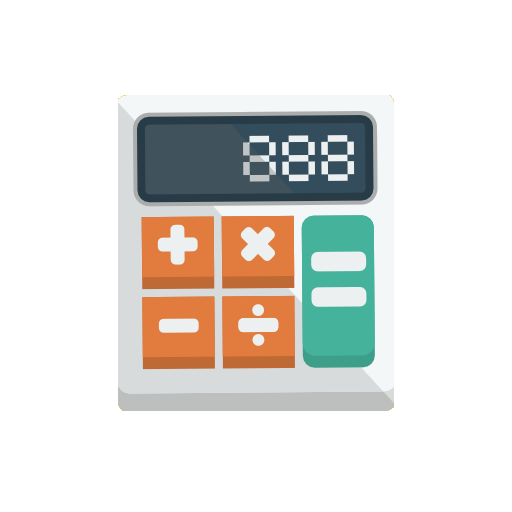 888
+ × =
− ÷